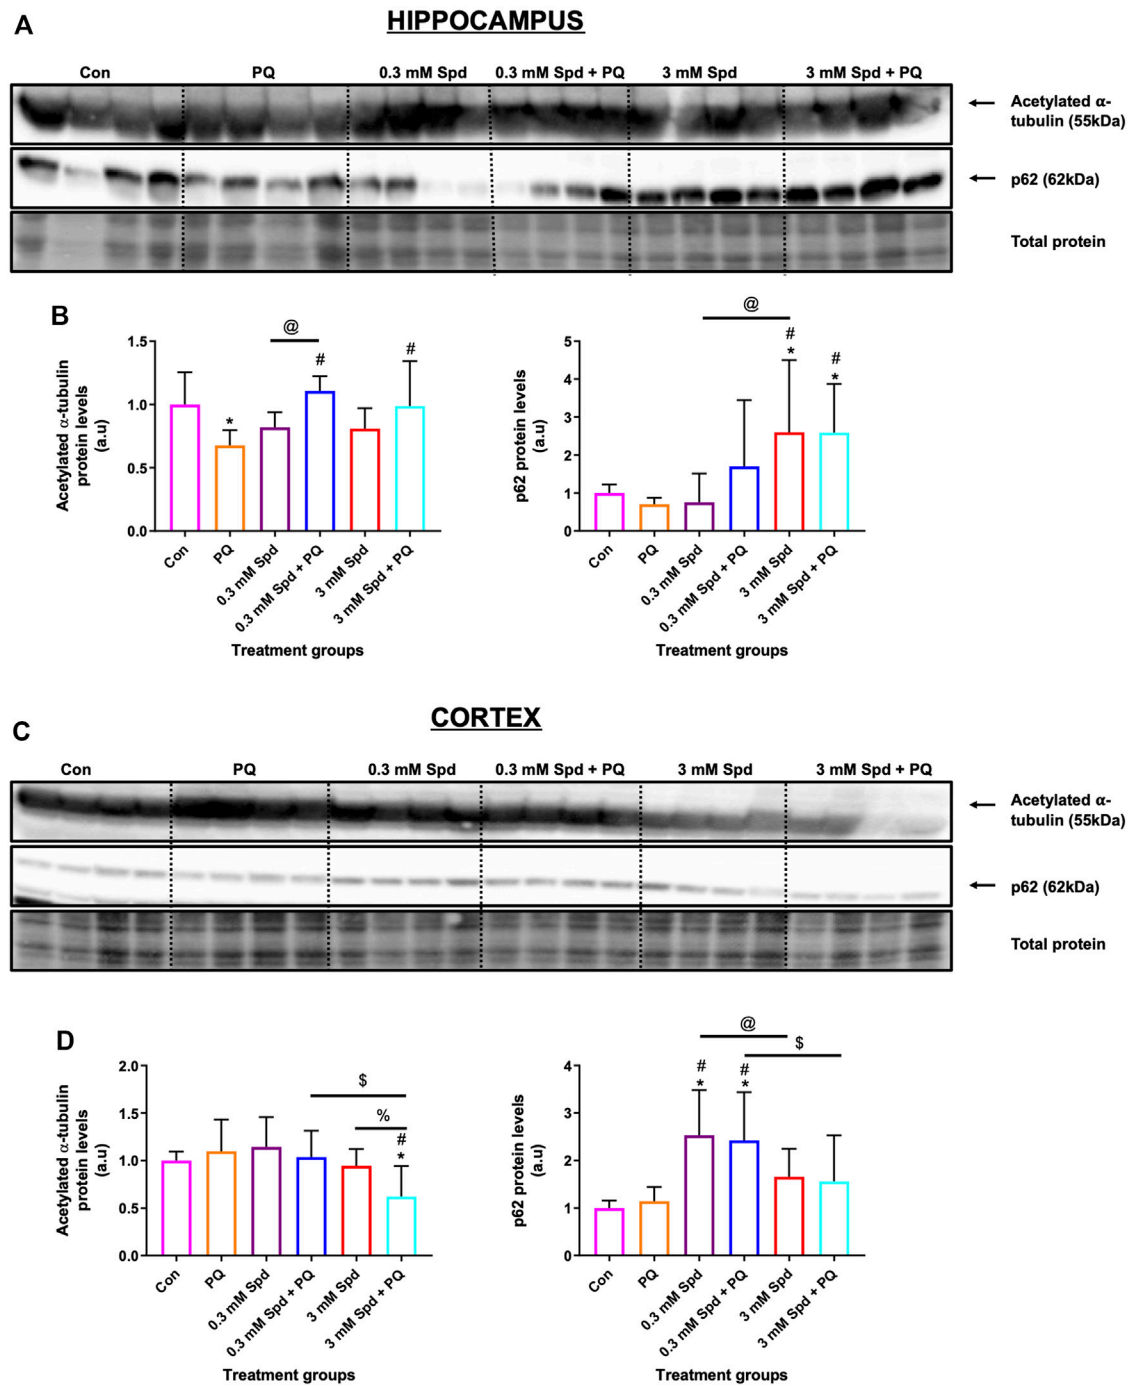 A
HIPPOCAMPUS
Con PQ 0.3 mM Spd 0.3 mM Spd + PQ 3 mM Spd 3 mM Spd + PQ
Acetylated α-
tubulin (55kDa)
p62 (62kDa)
Total protein
B
Acetylated α-tubulin
protein levels
(a.u)
1.5
1.0
0.5
0.0
@
*
#
#
Con
PQ
0.3 mM Spd
0.3 mM Spd + PQ
3 mM Spd
3 mM Spd + PQ
Treatment groups
p62 protein levels
(a.u)
5
4
3
2
1
0
@
#
*
#
*
Con
PQ
0.3 mM Spd
0.3 mM Spd + PQ
3 mM Spd
3 mM Spd + PQ
Treatment groups
C
CORTEX
Con PQ 0.3 mM Spd 0.3 mM Spd + PQ 3 mM Spd 3 mM Spd + PQ
Acetylated α-
tubulin (55kDa)
p62 (62kDa)
Total protein
D
Acetylated α-tubulin
protein levels
(a.u)
2.0
1.5
1.0
0.5
0.0
$
%
#
*
Con
PQ
0.3 mM Spd
0.3 mM Spd + PQ
3 mM Spd
3 mM Spd + PQ
Treatment groups
p62 protein levels
(a.u)
4
3
2
1
0
@
$
#
*
#
*
Con
PQ
0.3 mM Spd
0.3 mM Spd + PQ
3 mM Spd
3 mM Spd + PQ
Treatment groups